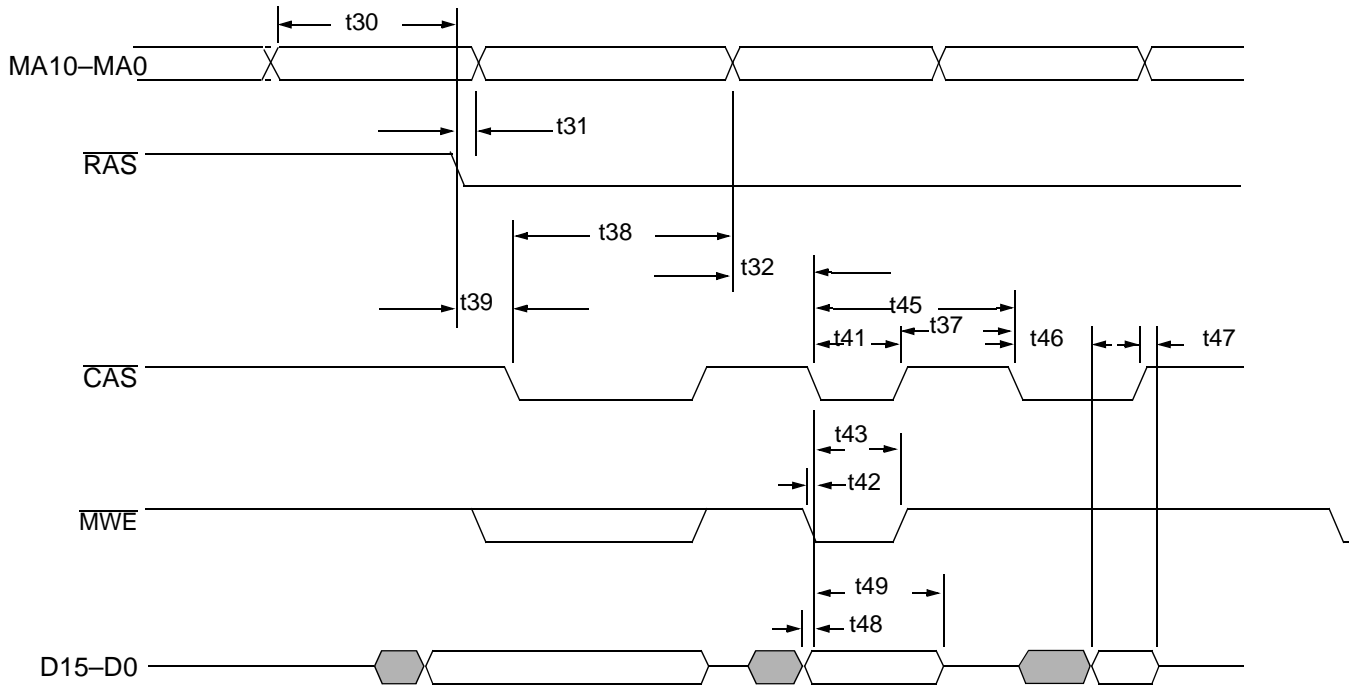 t30
MA10–MA0
t31
RAS
t38
t32
t39
t45
t37
t41
t46
t47
CAS
t43
t42
MWE
t49
t48
D15–D0